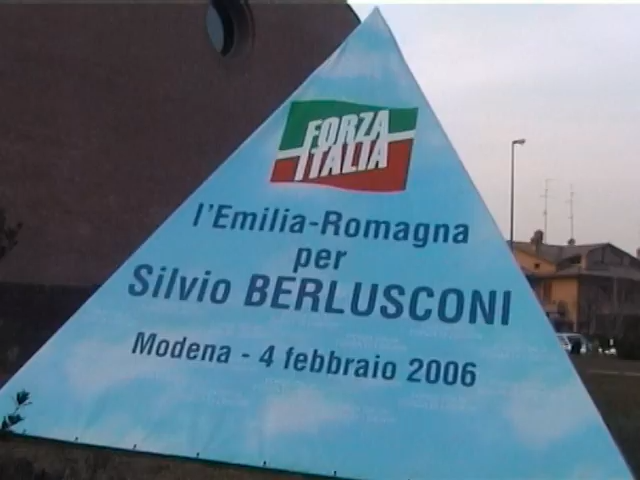 FORZA
ITALIA
l'Emilia-Romagna
per
Silvio BERLUSCONI
Modena - 4 febbraio 2006